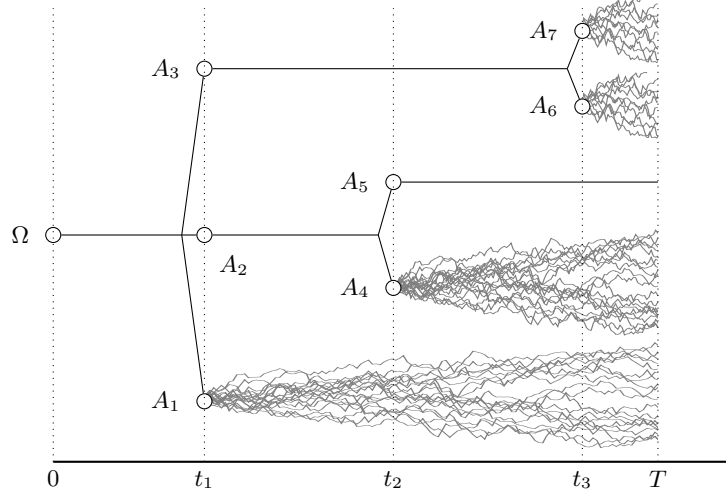 A₇
A₃
A₆
A₅
Ω
A₂
A₄
A₁
0 t₁ t₂ t₃ T